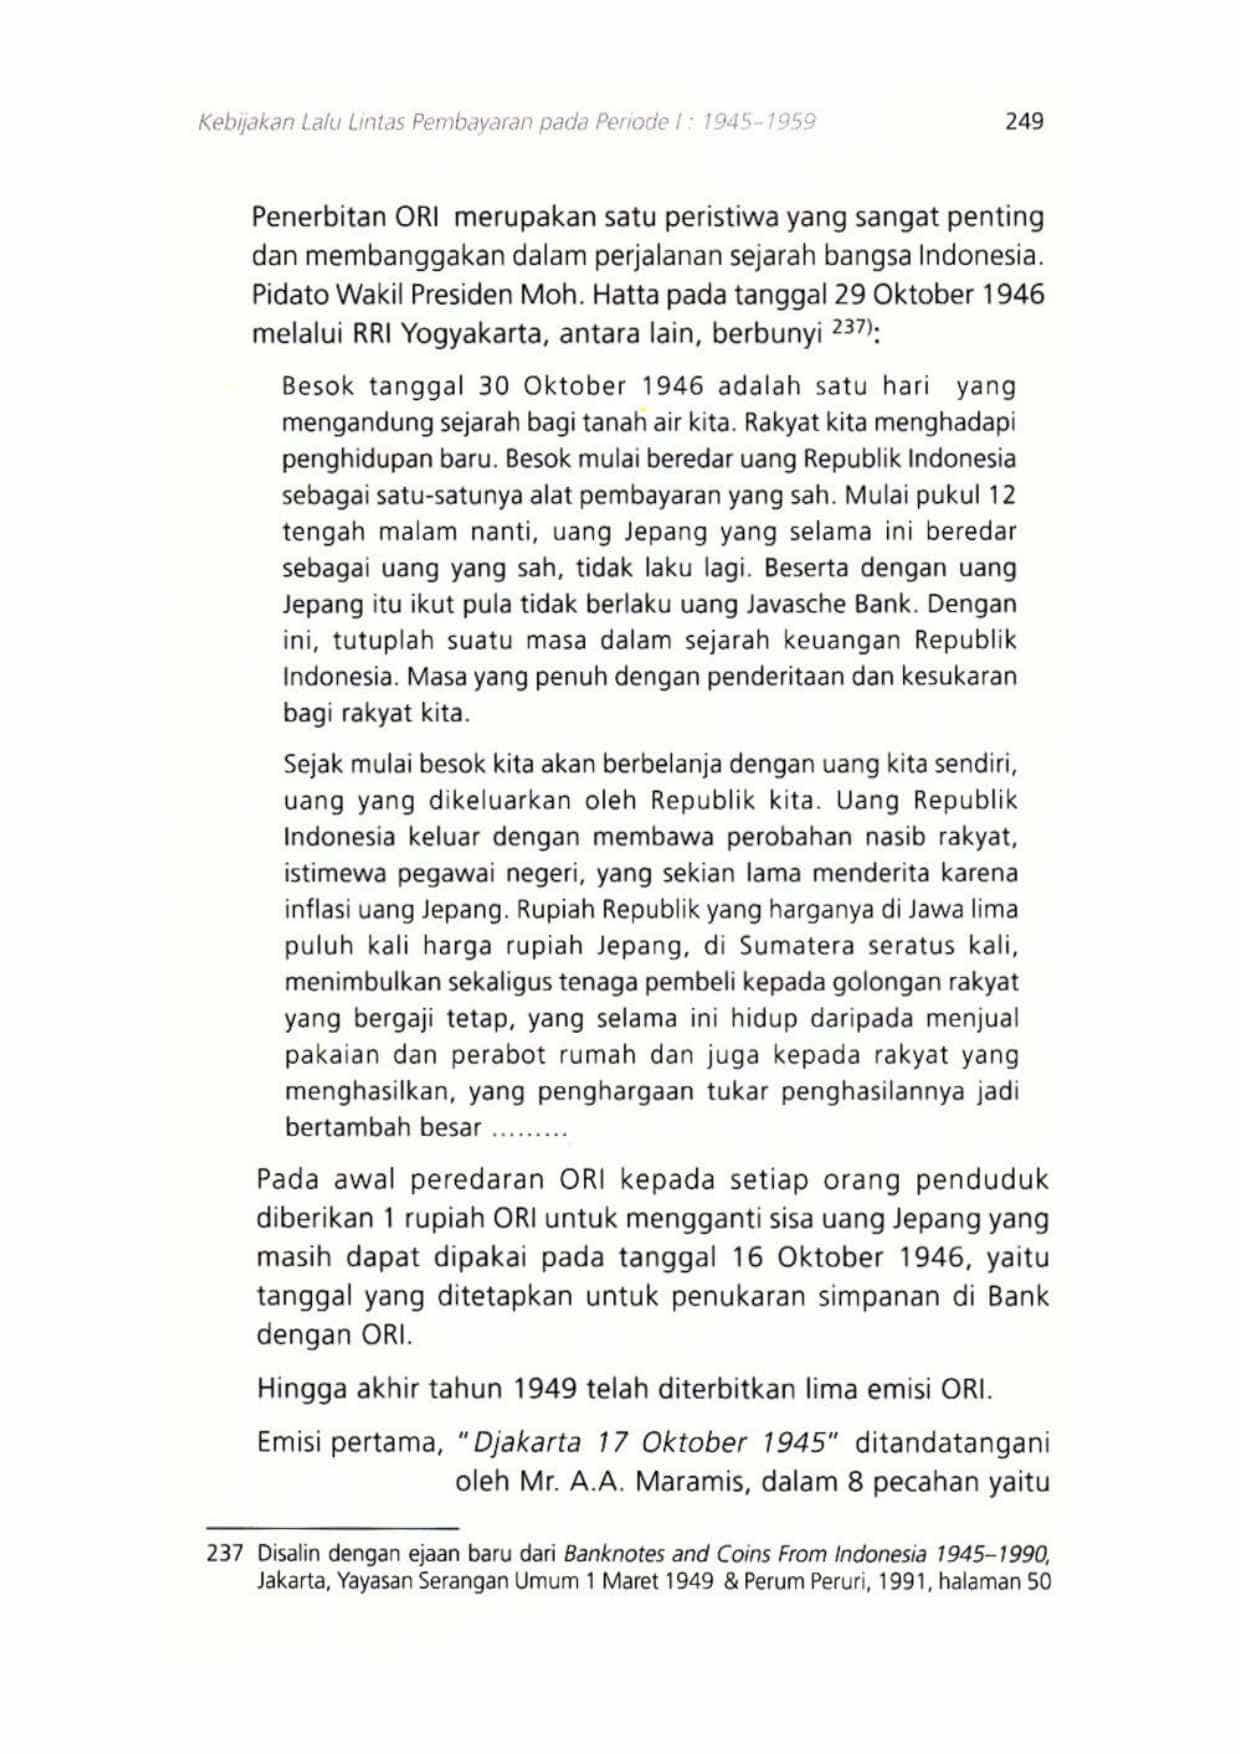 Kebijakan Lalu Lintas Pembayaran pada Periode I : 1945–1959 249
Penerbitan ORI merupakan satu peristiwa yang sangat penting
dan membanggakan dalam perjalanan sejarah bangsa Indonesia.
Pidato Wakil Presiden Moh. Hatta pada tanggal 29 Oktober 1946
melalui RRI Yogyakarta, antara lain, berbunyi 237):
Besok tanggal 30 Oktober 1946 adalah satu hari yang
mengandung sejarah bagi tanah air kita. Rakyat kita menghadapi
penghidupan baru. Besok mulai beredar uang Republik Indonesia
sebagai satu-satunya alat pembayaran yang sah. Mulai pukul 12
tengah malam nanti, uang Jepang yang selama ini beredar
sebagai uang yang sah, tidak laku lagi. Beserta dengan uang
Jepang itu ikut pula tidak berlaku uang Javasche Bank. Dengan
ini, tutuplah suatu masa dalam sejarah keuangan Republik
Indonesia. Masa yang penuh dengan penderitaan dan kesukaran
bagi rakyat kita.
Sejak mulai besok kita akan berbelanja dengan uang kita sendiri,
uang yang dikeluarkan oleh Republik kita. Uang Republik
Indonesia keluar dengan membawa perobahan nasib rakyat,
istimewa pegawai negeri, yang sekian lama menderita karena
inflasi uang Jepang. Rupiah Republik yang harganya di Jawa lima
puluh kali harga rupiah Jepang, di Sumatera seratus kali,
menimbulkan sekaligus tenaga pembeli kepada golongan rakyat
yang bergaji tetap, yang selama ini hidup daripada menjual
pakaian dan perabot rumah dan juga kepada rakyat yang
menghasilkan, yang penghargaan tukar penghasilannya jadi
bertambah besar .........
Pada awal peredaran ORI kepada setiap orang penduduk
diberikan 1 rupiah ORI untuk mengganti sisa uang Jepang yang
masih dapat dipakai pada tanggal 16 Oktober 1946, yaitu
tanggal yang ditetapkan untuk penukaran simpanan di Bank
dengan ORI.
Hingga akhir tahun 1949 telah diterbitkan lima emisi ORI.
Emisi pertama, "Djakarta 17 Oktober 1945" ditandatangani
oleh Mr. A.A. Maramis, dalam 8 pecahan yaitu
237 Disalin dengan ejaan baru dari Banknotes and Coins From Indonesia 1945–1990,
Jakarta, Yayasan Serangan Umum 1 Maret 1949 & Perum Peruri, 1991, halaman 50